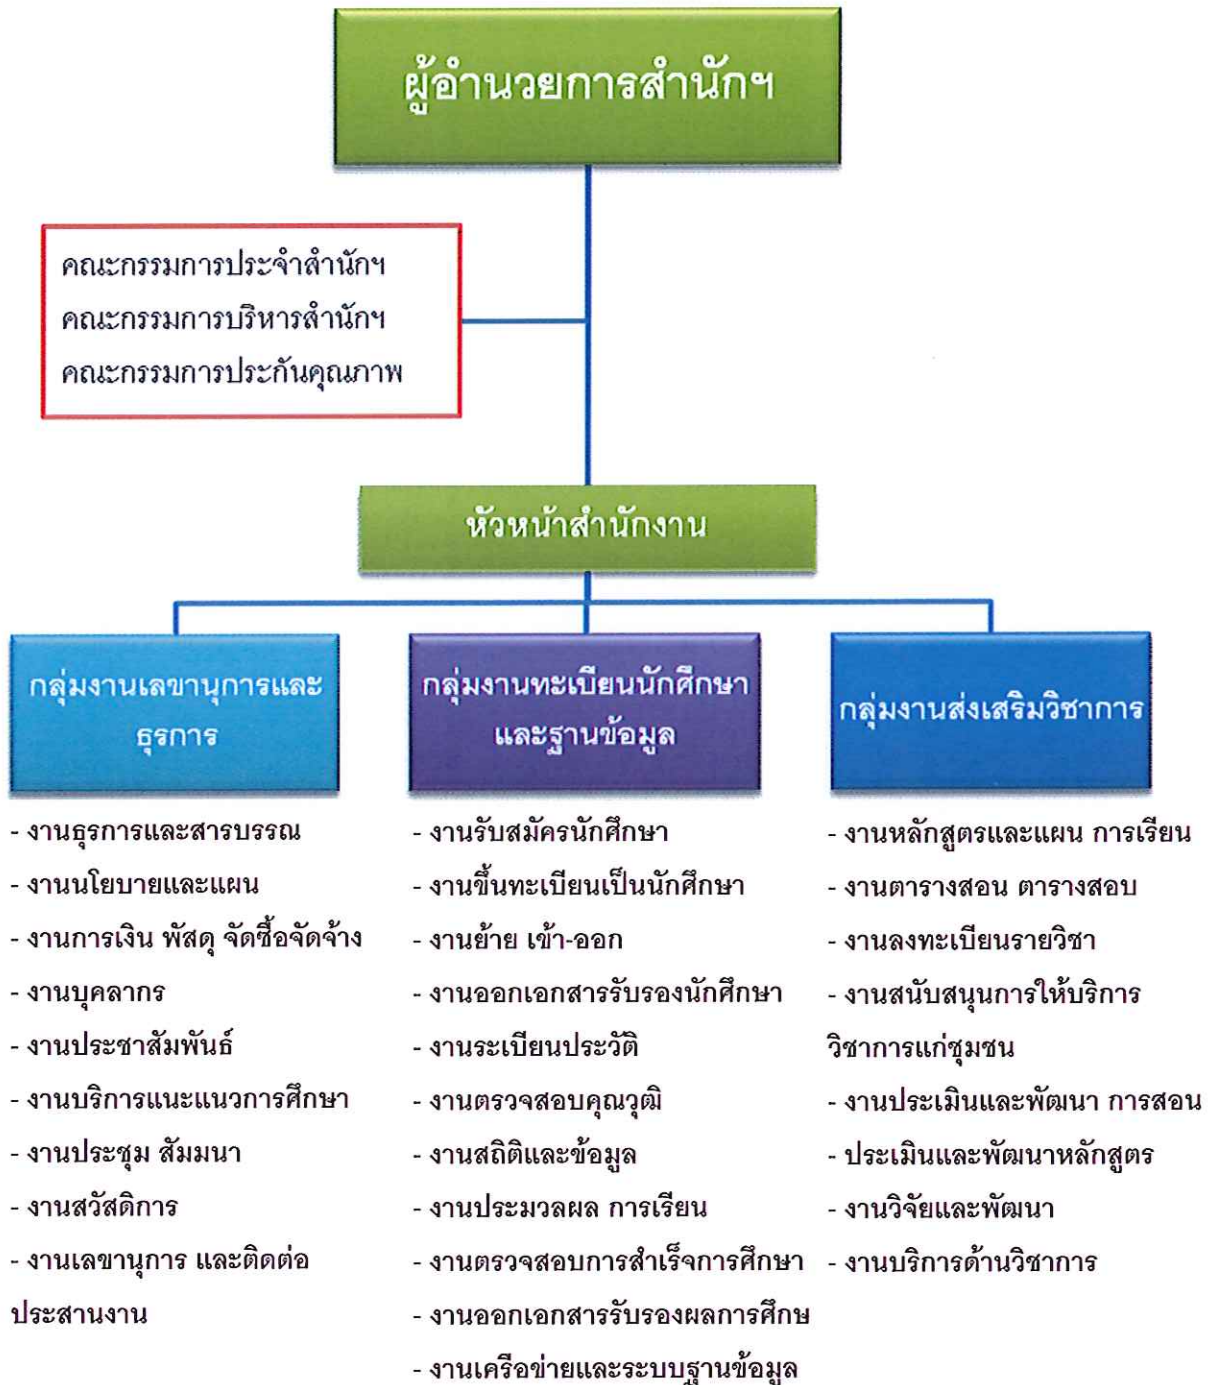 ผู้อำนวยการสำนักฯ
คณะกรรมการประจำสำนักฯ
คณะกรรมการบริหารสำนักฯ
คณะกรรมการประกันคุณภาพ
หัวหน้าสำนักงาน
กลุ่มงานเลขานุการและ
ธุรการ
- งานธุรการและสารบรรณ
- งานนโยบายและแผน
- งานการเงิน พัสดุ จัดซื้อจัดจ้าง
- งานบุคลากร
- งานประชาสัมพันธ์
- งานบริการแนะแนวการศึกษา
- งานประชุม สัมมนา
- งานสวัสดิการ
- งานเลขานุการ และติดต่อ
ประสานงาน
กลุ่มงานทะเบียนนักศึกษา
และฐานข้อมูล
- งานรับสมัครนักศึกษา
- งานขึ้นทะเบียนเป็นนักศึกษา
- งานย้าย เข้า-ออก
- งานออกเอกสารรับรองนักศึกษา
- งานระเบียนประวัติ
- งานตรวจสอบคุณวุฒิ
- งานสถิติและข้อมูล
- งานประมวลผล การเรียน
- งานตรวจสอบการสำเร็จการศึกษา
- งานออกเอกสารรับรองผลการศึกษ
- งานเครือข่ายและระบบฐานข้อมูล
กลุ่มงานส่งเสริมวิชาการ
- งานหลักสูตรและแผน การเรียน
- งานตารางสอน ตารางสอบ
- งานลงทะเบียนรายวิชา
- งานสนับสนุนการให้บริการ
วิชาการแก่ชุมชน
- งานประเมินและพัฒนา การสอน
- ประเมินและพัฒนาหลักสูตร
- งานวิจัยและพัฒนา
- งานบริการด้านวิชาการ